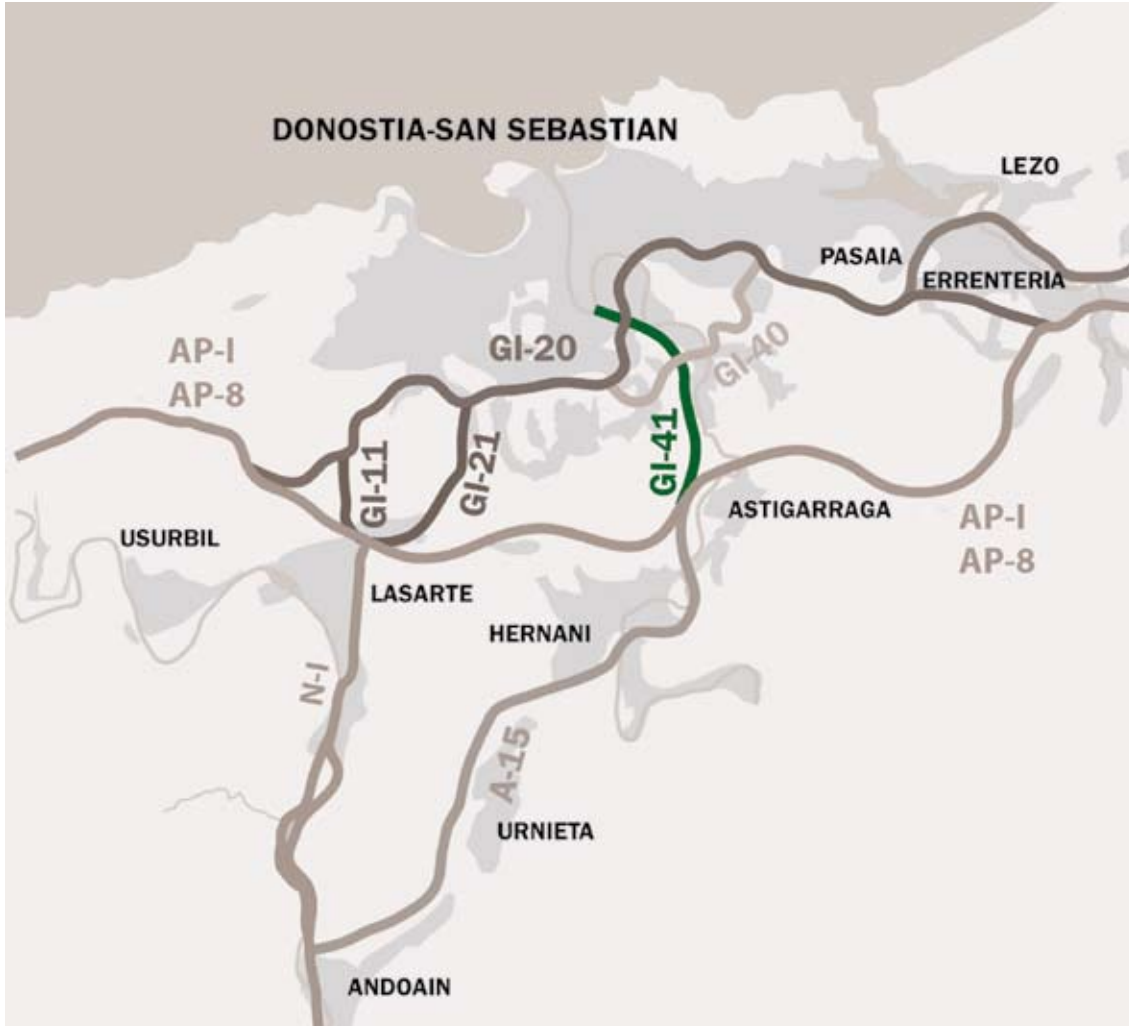 DONOSTIA-SAN SEBASTIAN
LEZO
PASAIA
ERRENTERIA
AP-I
AP-8
GI-20
GI-40
GI-11
GI-21
GI-41
USURBIL
ASTIGARRAGA
AP-I
AP-8
LASARTE
HERNANI
N-I
A-15
URNIETA
ANDOAIN